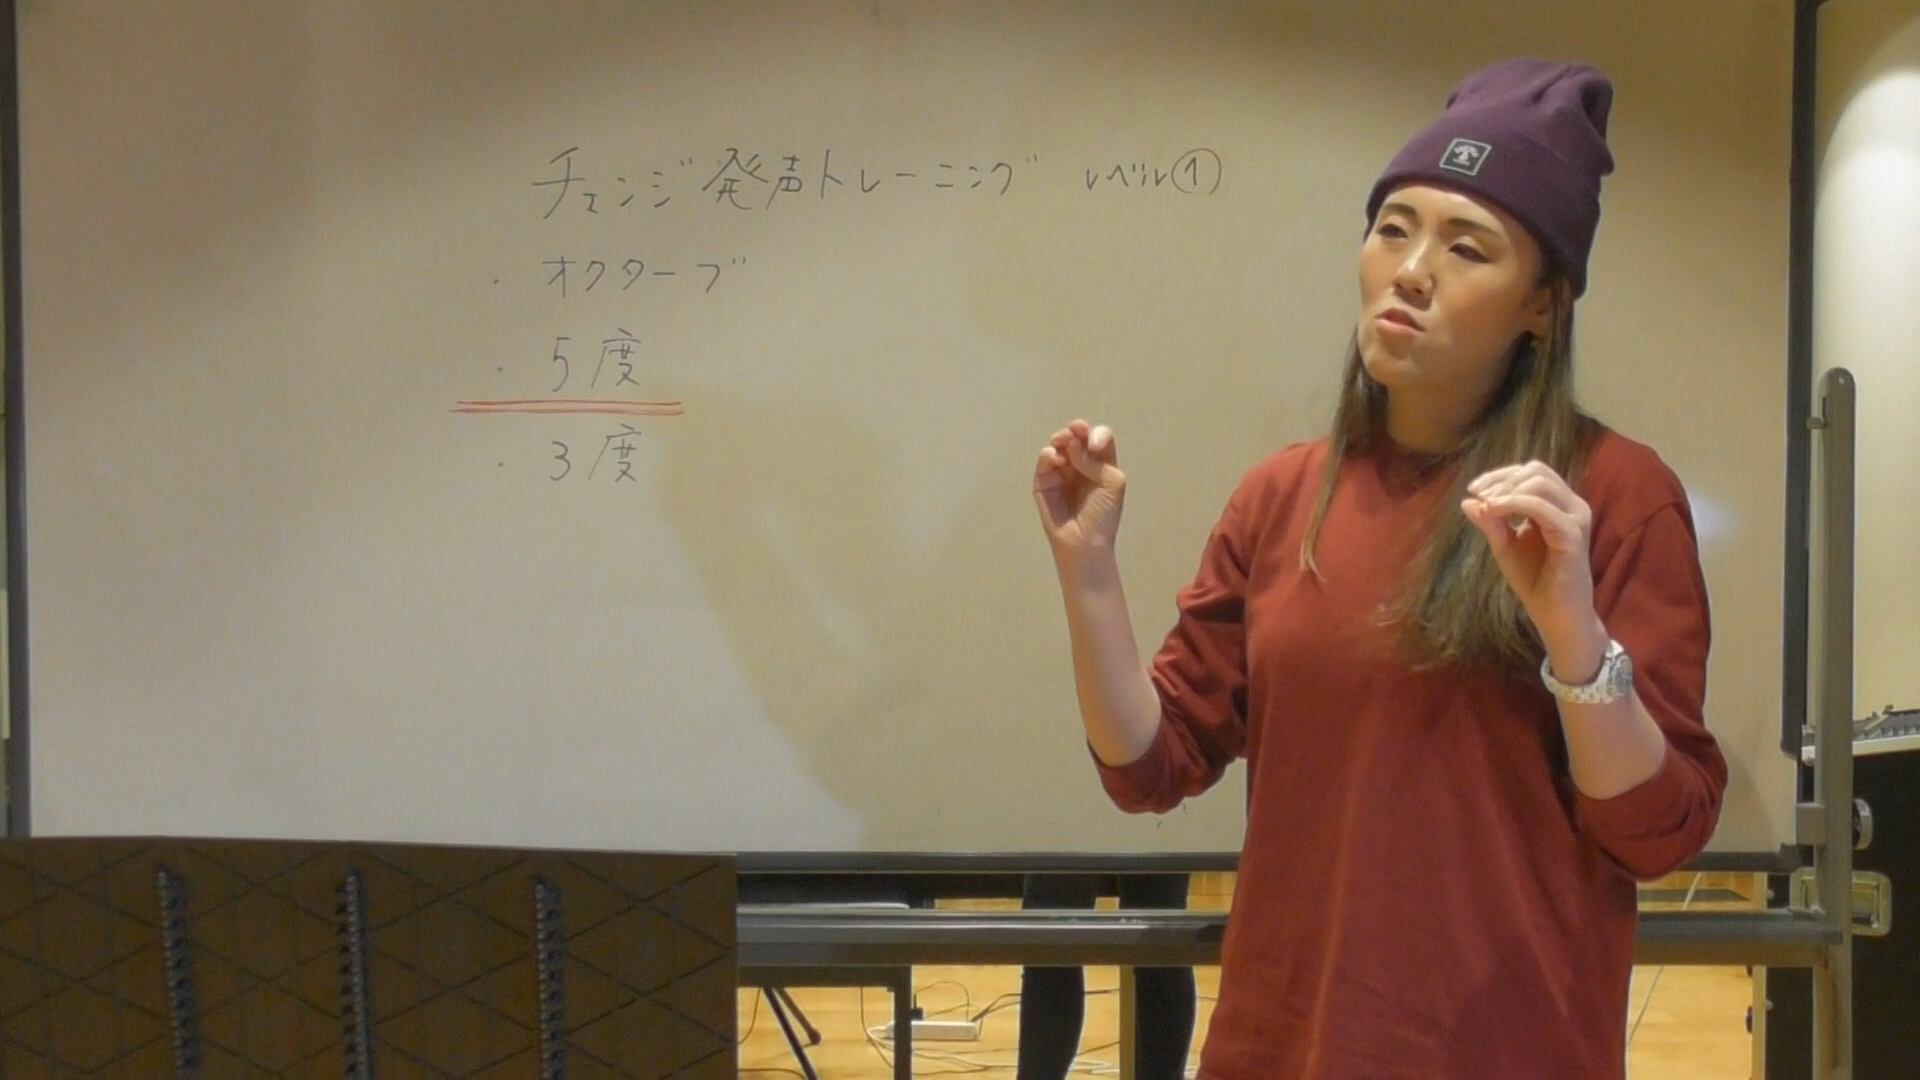 チェンジ発声トレーニング レベル①
・オクターブ
・5度
・3度